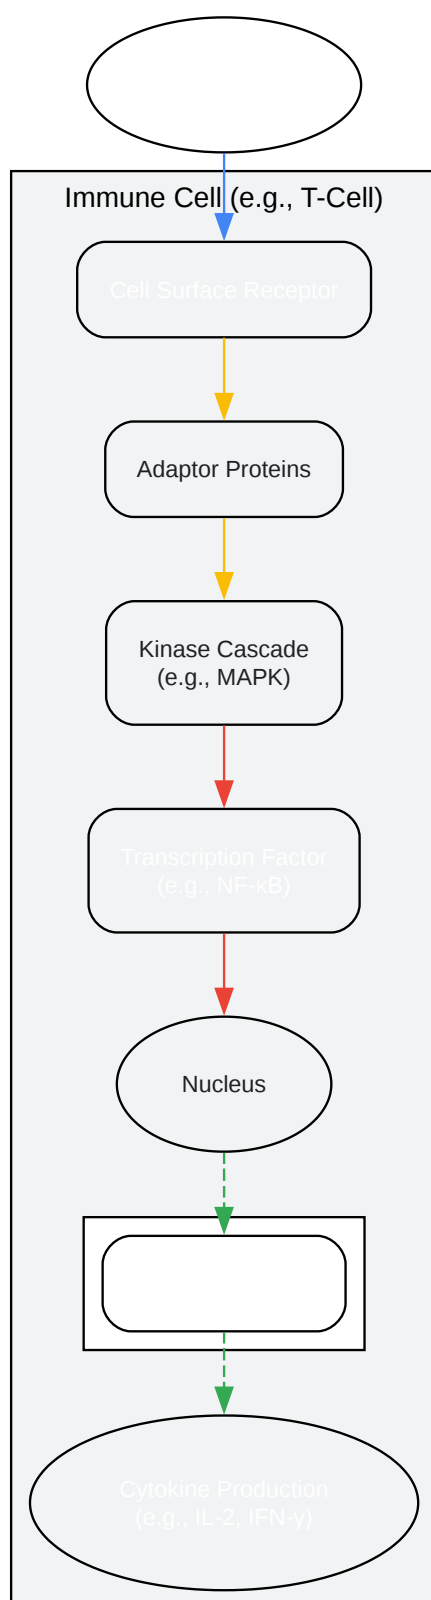 Immune Cell (e.g., T-Cell)
Cell Surface Receptor
Adaptor Proteins
Kinase Cascade
(e.g., MAPK)
Transcription Factor
(e.g., NF-κB)
Nucleus
Cytokine Production
(e.g., IL-2, IFN-γ)